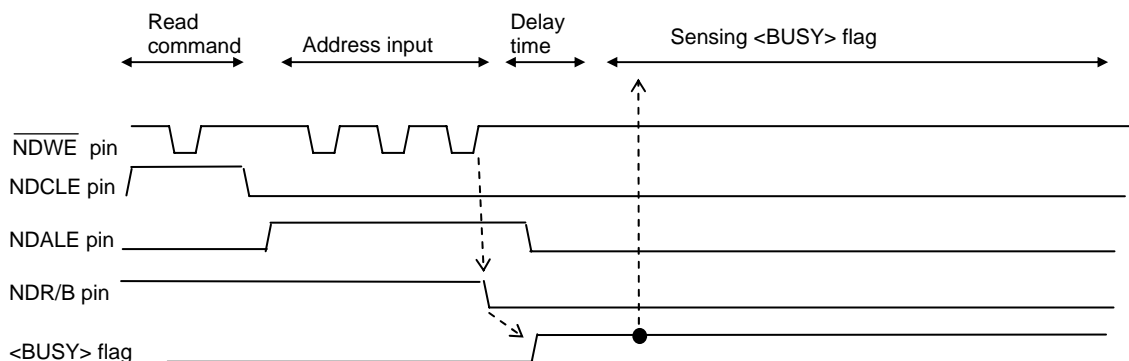 Read
command
Address input
Delay
time
Sensing <BUSY> flag
NDWE pin
NDCLE pin
NDALE pin
NDR/B pin
<BUSY> flag